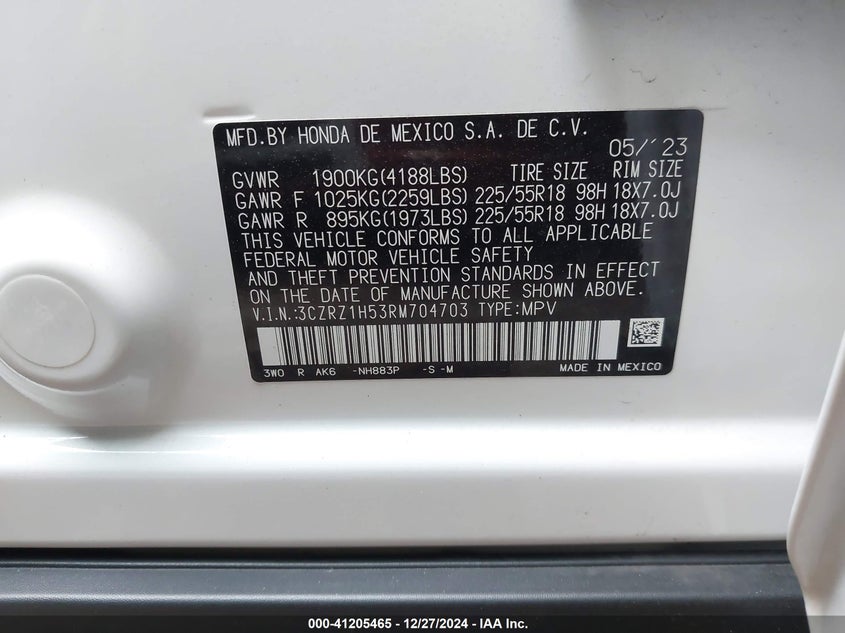 MFD.BY HONDA DE MEXICO S.A. DE C.V.
05/'23
GVWR 1900KG(4188LBS) TIRE SIZE RIM SIZE
GAWR F 1025KG(2259LBS) 225/55R18 98H 18X7.0J
GAWR R 895KG(1973LBS) 225/55R18 98H 18X7.0J
THIS VEHICLE CONFORMS TO ALL APPLICABLE
FEDERAL MOTOR VEHICLE SAFETY
AND THEFT PREVENTION STANDARDS IN EFFECT
ON THE DATE OF MANUFACTURE SHOWN ABOVE.
V.I.N.:3CZRZ1H53RM704703 TYPE:MPV
3W0 R AK6 -NH883P -S -M MADE IN MEXICO
000-41205465 - 12/27/2024 - IAA Inc.